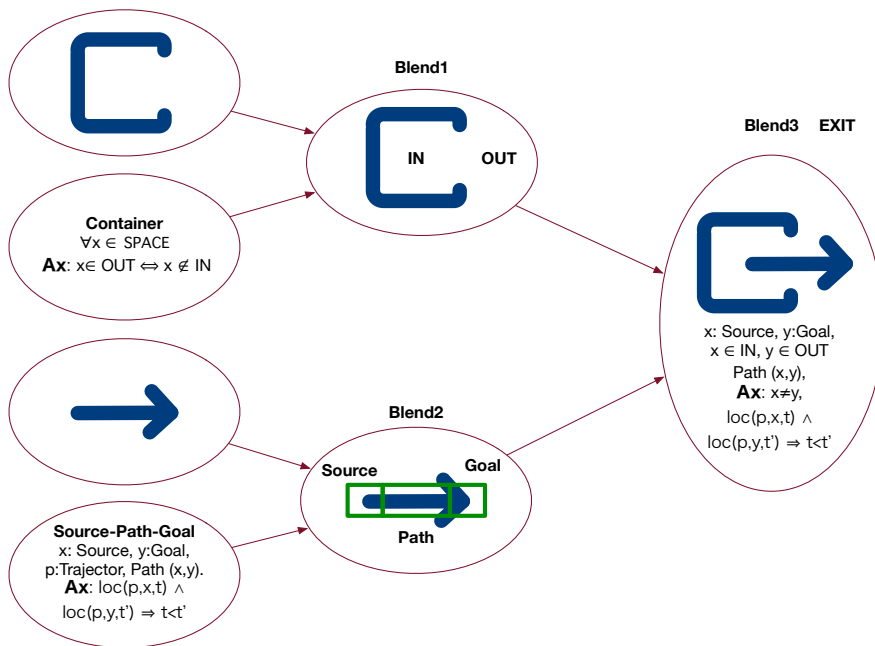 Blend1
IN OUT
Container
∀x ∈ SPACE
Ax: x∈ OUT ⇔ x ∉ IN
Blend2
Source Goal
Path
Source-Path-Goal
x: Source, y:Goal,
p:Trajector, Path (x,y).
Ax: loc(p,x,t) ∧
loc(p,y,t') ⇒ t<t'
Blend3 EXIT
x: Source, y:Goal,
x ∈ IN, y ∈ OUT
Path (x,y),
Ax: x≠y,
loc(p,x,t) ∧
loc(p,y,t') ⇒ t<t'